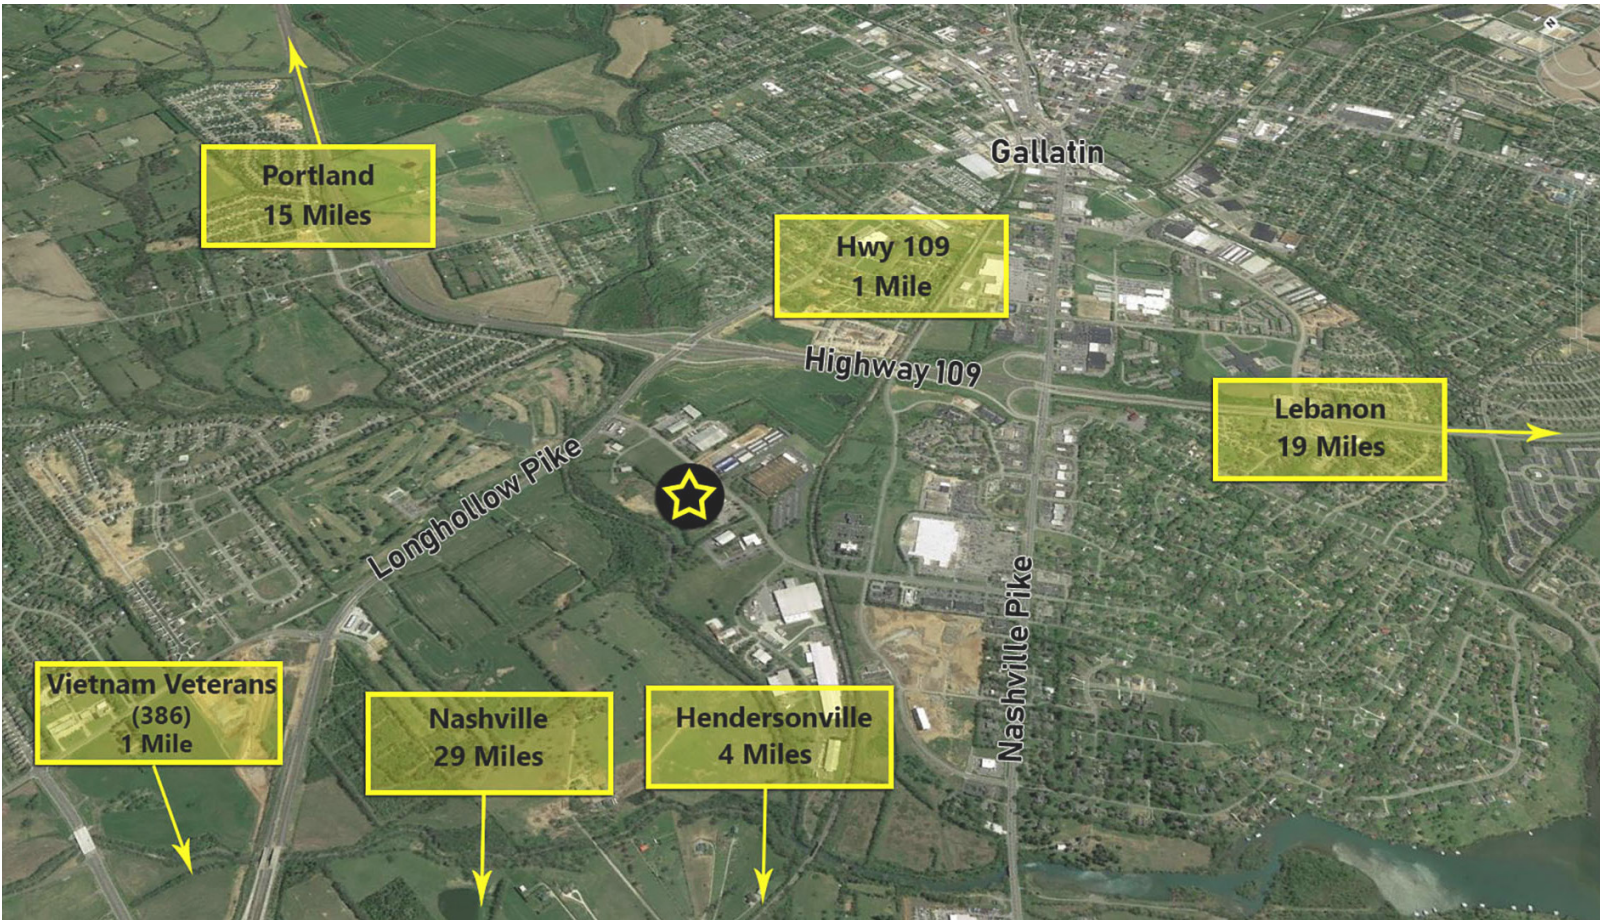 N
Gallatin
Portland
15 Miles
Hwy 109
1 Mile
Highway 109
Lebanon
19 Miles
Longhollow Pike
Nashville Pike
Vietnam Veterans
(386)
1 Mile
Nashville
29 Miles
Hendersonville
4 Miles